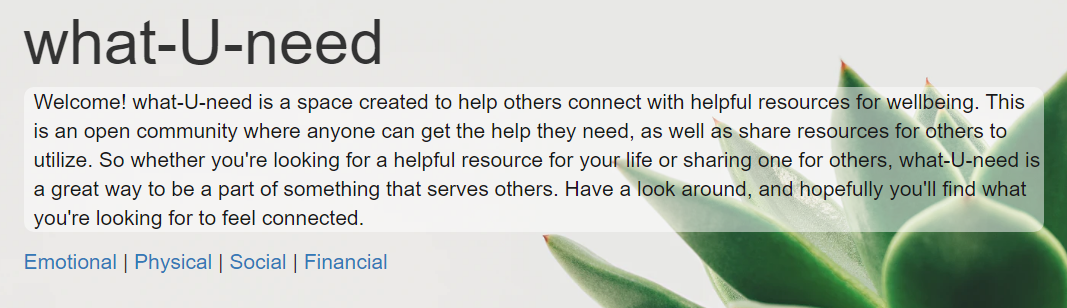 what-U-need
Welcome! what-U-need is a space created to help others connect with helpful resources for wellbeing. This
is an open community where anyone can get the help they need, as well as share resources for others to
utilize. So whether you're looking for a helpful resource for your life or sharing one for others, what-U-need is
a great way to be a part of something that serves others. Have a look around, and hopefully you'll find what
you're looking for to feel connected.
Emotional | Physical | Social | Financial